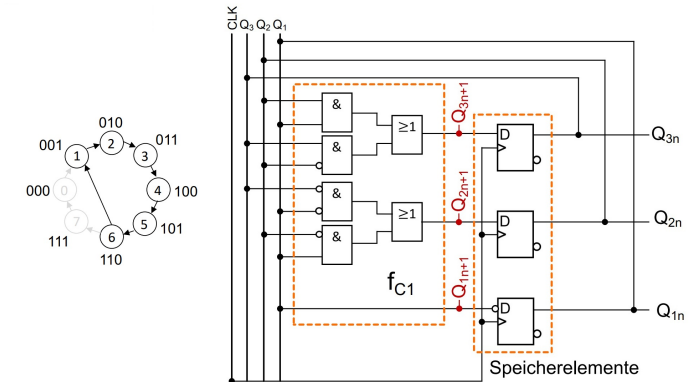 CLK Q3 Q2 Q1
010
001
011
1
2
3
000
0
4
100
7
5
111
6
101
110
&
&
&
&
≥1
≥1
fC1
Q3n+1
Q2n+1
Q1n+1
D
D
D
Q3n
Q2n
Q1n
Speicherelemente